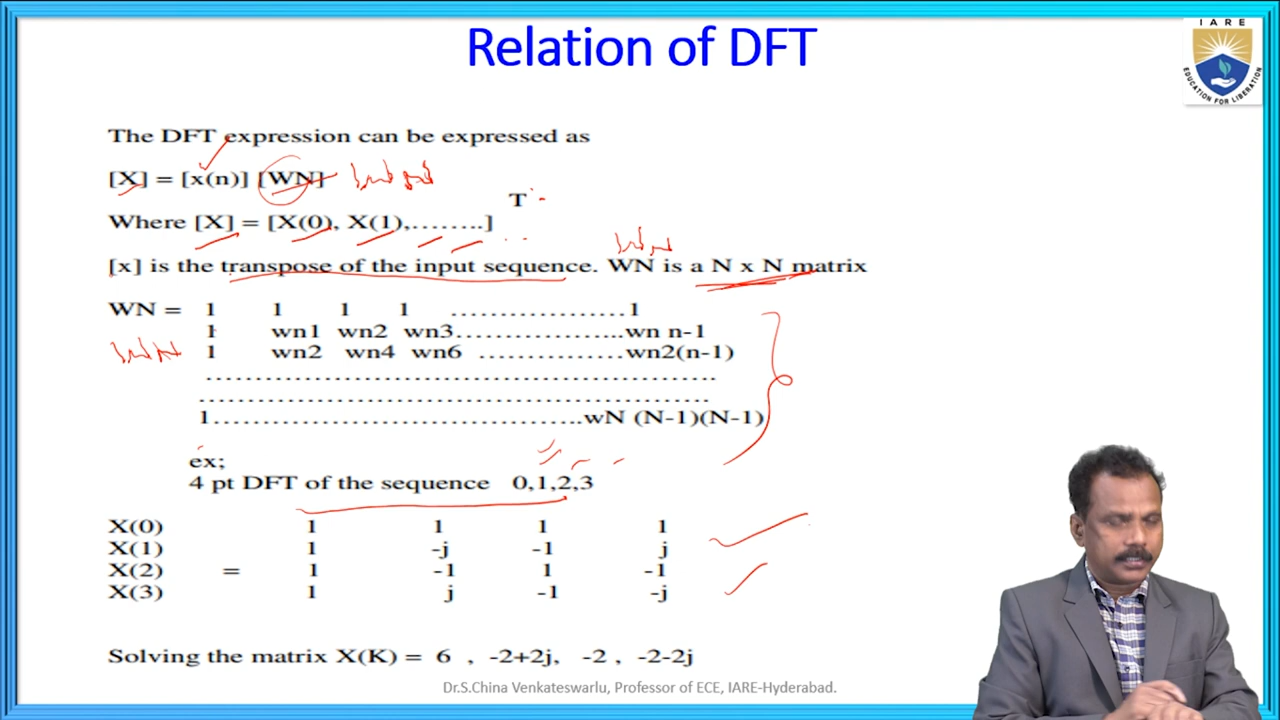 Relation of DFT
IARE
EDUCATION FOR LIBERATION
The DFT expression can be expressed as
[X] = [x(n)] [WN]
T
Where [X] = [X(0), X(1),……..]
[x] is the transpose of the input sequence. WN is a N x N matrix
WN = 1 1 1 1 ………………1
1 wn1 wn2 wn3……………...wn n-1
1 wn2 wn4 wn6 ……………wn2(n-1)
…………………………………………………
…………………………………………………
1………………………………………..wN (N-1)(N-1)
ex;
4 pt DFT of the sequence 0,1,2,3
X(0) 1 1 1 1
X(1) 1 -j -1 j
X(2) = 1 -1 1 -1
X(3) 1 j -1 -j
Solving the matrix X(K) = 6 , -2+2j, -2 , -2-2j
Dr.S.China Venkateswarlu, Professor of ECE, IARE-Hyderabad.